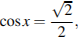 cos x = √2/2,